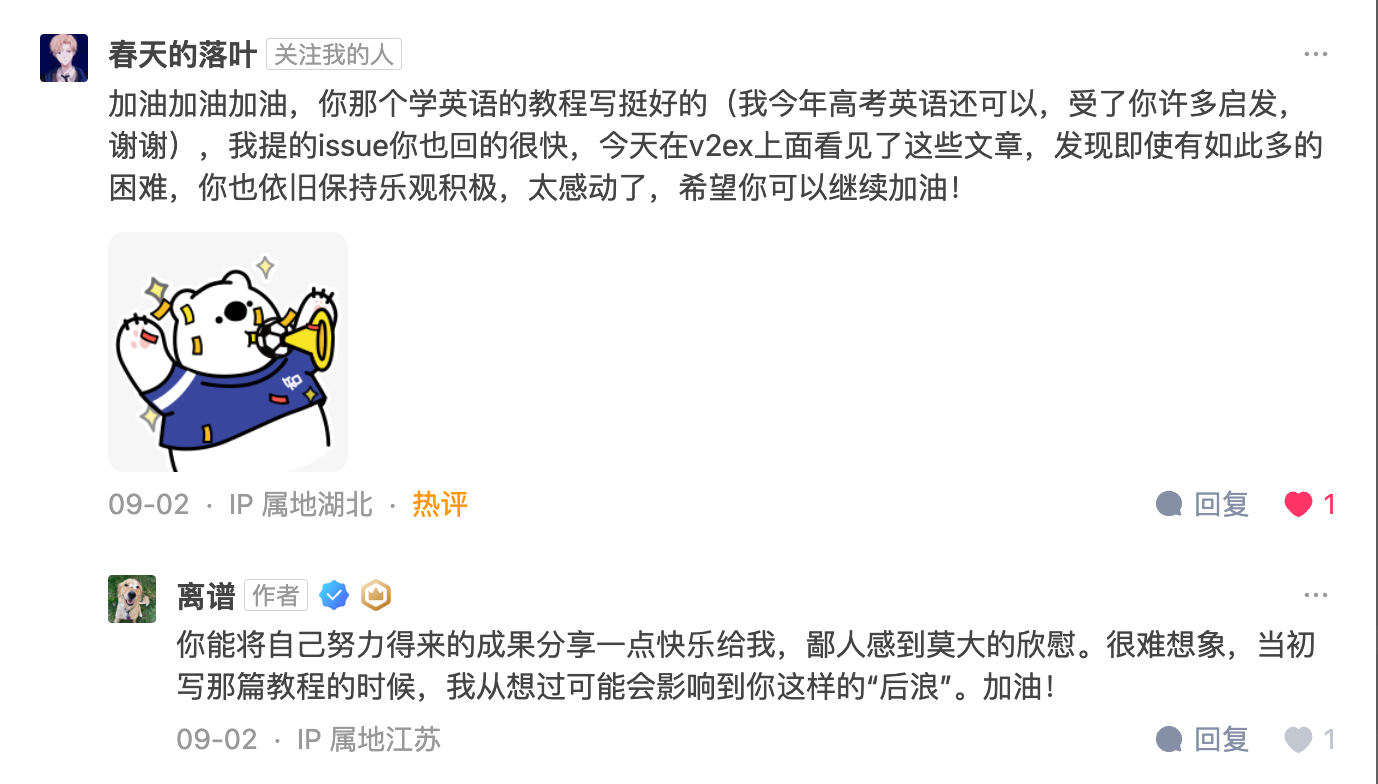 春天的落叶 关注我的人
加油加油加油，你那个学英语的教程写挺好的（我今年高考英语还可以，受了你许多启发，
谢谢），我提的issue你也回的很快，今天在v2ex上面看见了这些文章，发现即使有如此多的
困难，你也依旧保持乐观积极，太感动了，希望你可以继续加油！
知
09-02 · IP 属地湖北 · 热评 回复 1
离谱 作者
你能将自己努力得来的成果分享一点快乐给我，鄙人感到莫大的欣慰。很难想象，当初
写那篇教程的时候，我从想过可能会影响到你这样的“后浪”。加油！
09-02 · IP 属地江苏 回复 1